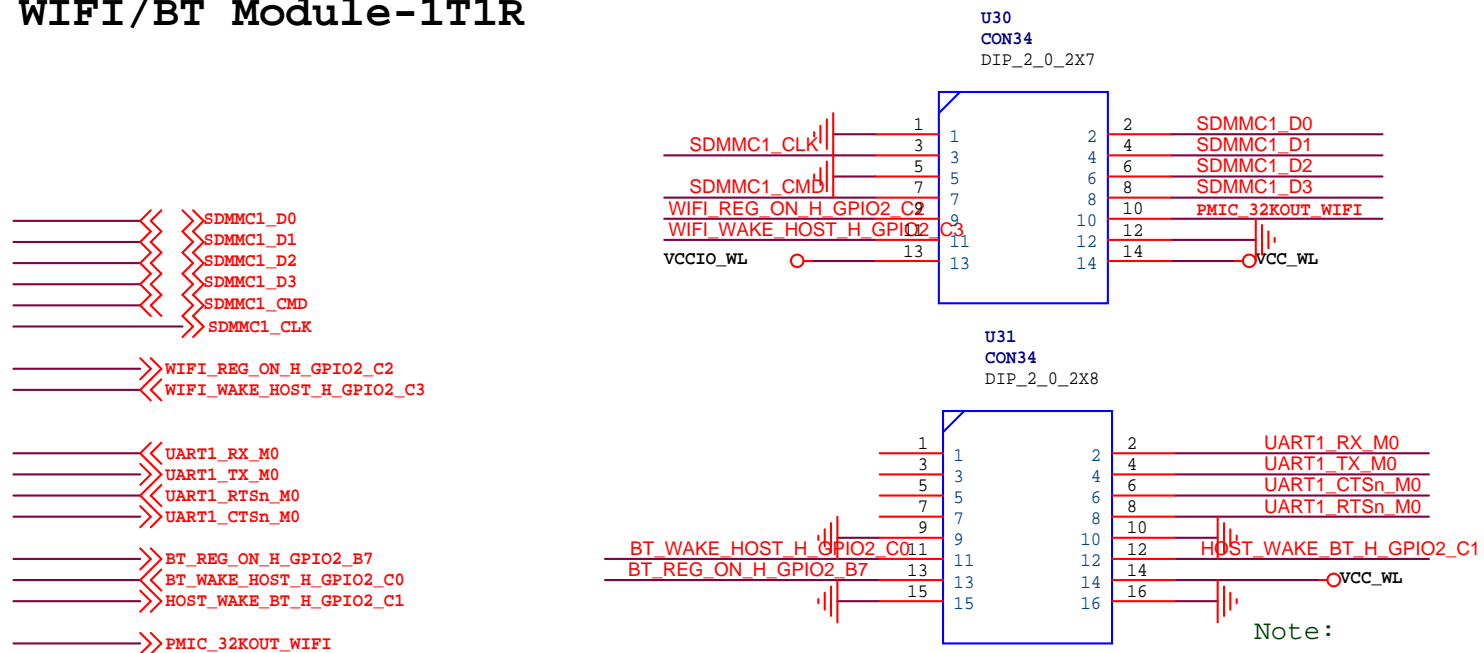 WIFI/BT Module-1T1R
SDMMC1_D0
SDMMC1_D1
SDMMC1_D2
SDMMC1_D3
SDMMC1_CMD
SDMMC1_CLK
WIFI_REG_ON_H_GPIO2_C2
WIFI_WAKE_HOST_H_GPIO2_C3
UART1_RX_M0
UART1_TX_M0
UART1_RTSn_M0
UART1_CTSn_M0
BT_REG_ON_H_GPIO2_B7
BT_WAKE_HOST_H_GPIO2_C0
HOST_WAKE_BT_H_GPIO2_C1
PMIC_32KOUT_WIFI
U30
CON34
DIP_2_0_2X7
1 1 2 2 SDMMC1_D0
SDMMC1_CLK 3 3 4 4 SDMMC1_D1
5 5 6 6 SDMMC1_D2
SDMMC1_CMD 7 7 8 8 SDMMC1_D3
WIFI_REG_ON_H_GPIO2_C2 9 9 10 10 PMIC_32KOUT_WIFI
WIFI_WAKE_HOST_H_GPIO2_C3 11 11 12 12
VCCIO_WL 13 13 14 14 VCC_WL
U31
CON34
DIP_2_0_2X8
1 1 2 2 UART1_RX_M0
3 3 4 4 UART1_TX_M0
5 5 6 6 UART1_CTSn_M0
7 7 8 8 UART1_RTSn_M0
9 9 10 10
BT_WAKE_HOST_H_GPIO2_C0 11 11 12 12 HOST_WAKE_BT_H_GPIO2_C1
BT_REG_ON_H_GPIO2_B7 13 13 14 14 VCC_WL
15 15 16 16
Note: